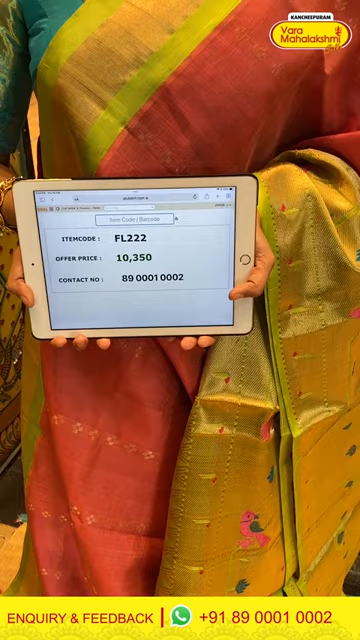 KANCHEEPURAM
Vara
Mahalakshmi
Silks
Item Code | Barcode
ITEMCODE : FL222
OFFER PRICE : 10,350
CONTACT NO : 89 0001 0002
ENQUIRY & FEEDBACK | +91 89 0001 0002